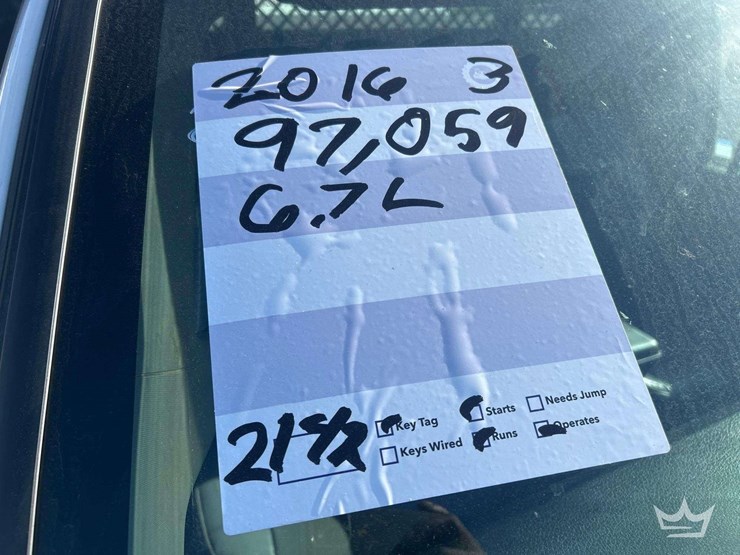 2016 3
97,059
6.7L
Key Tag Starts Needs Jump
Keys Wired Runs Operates